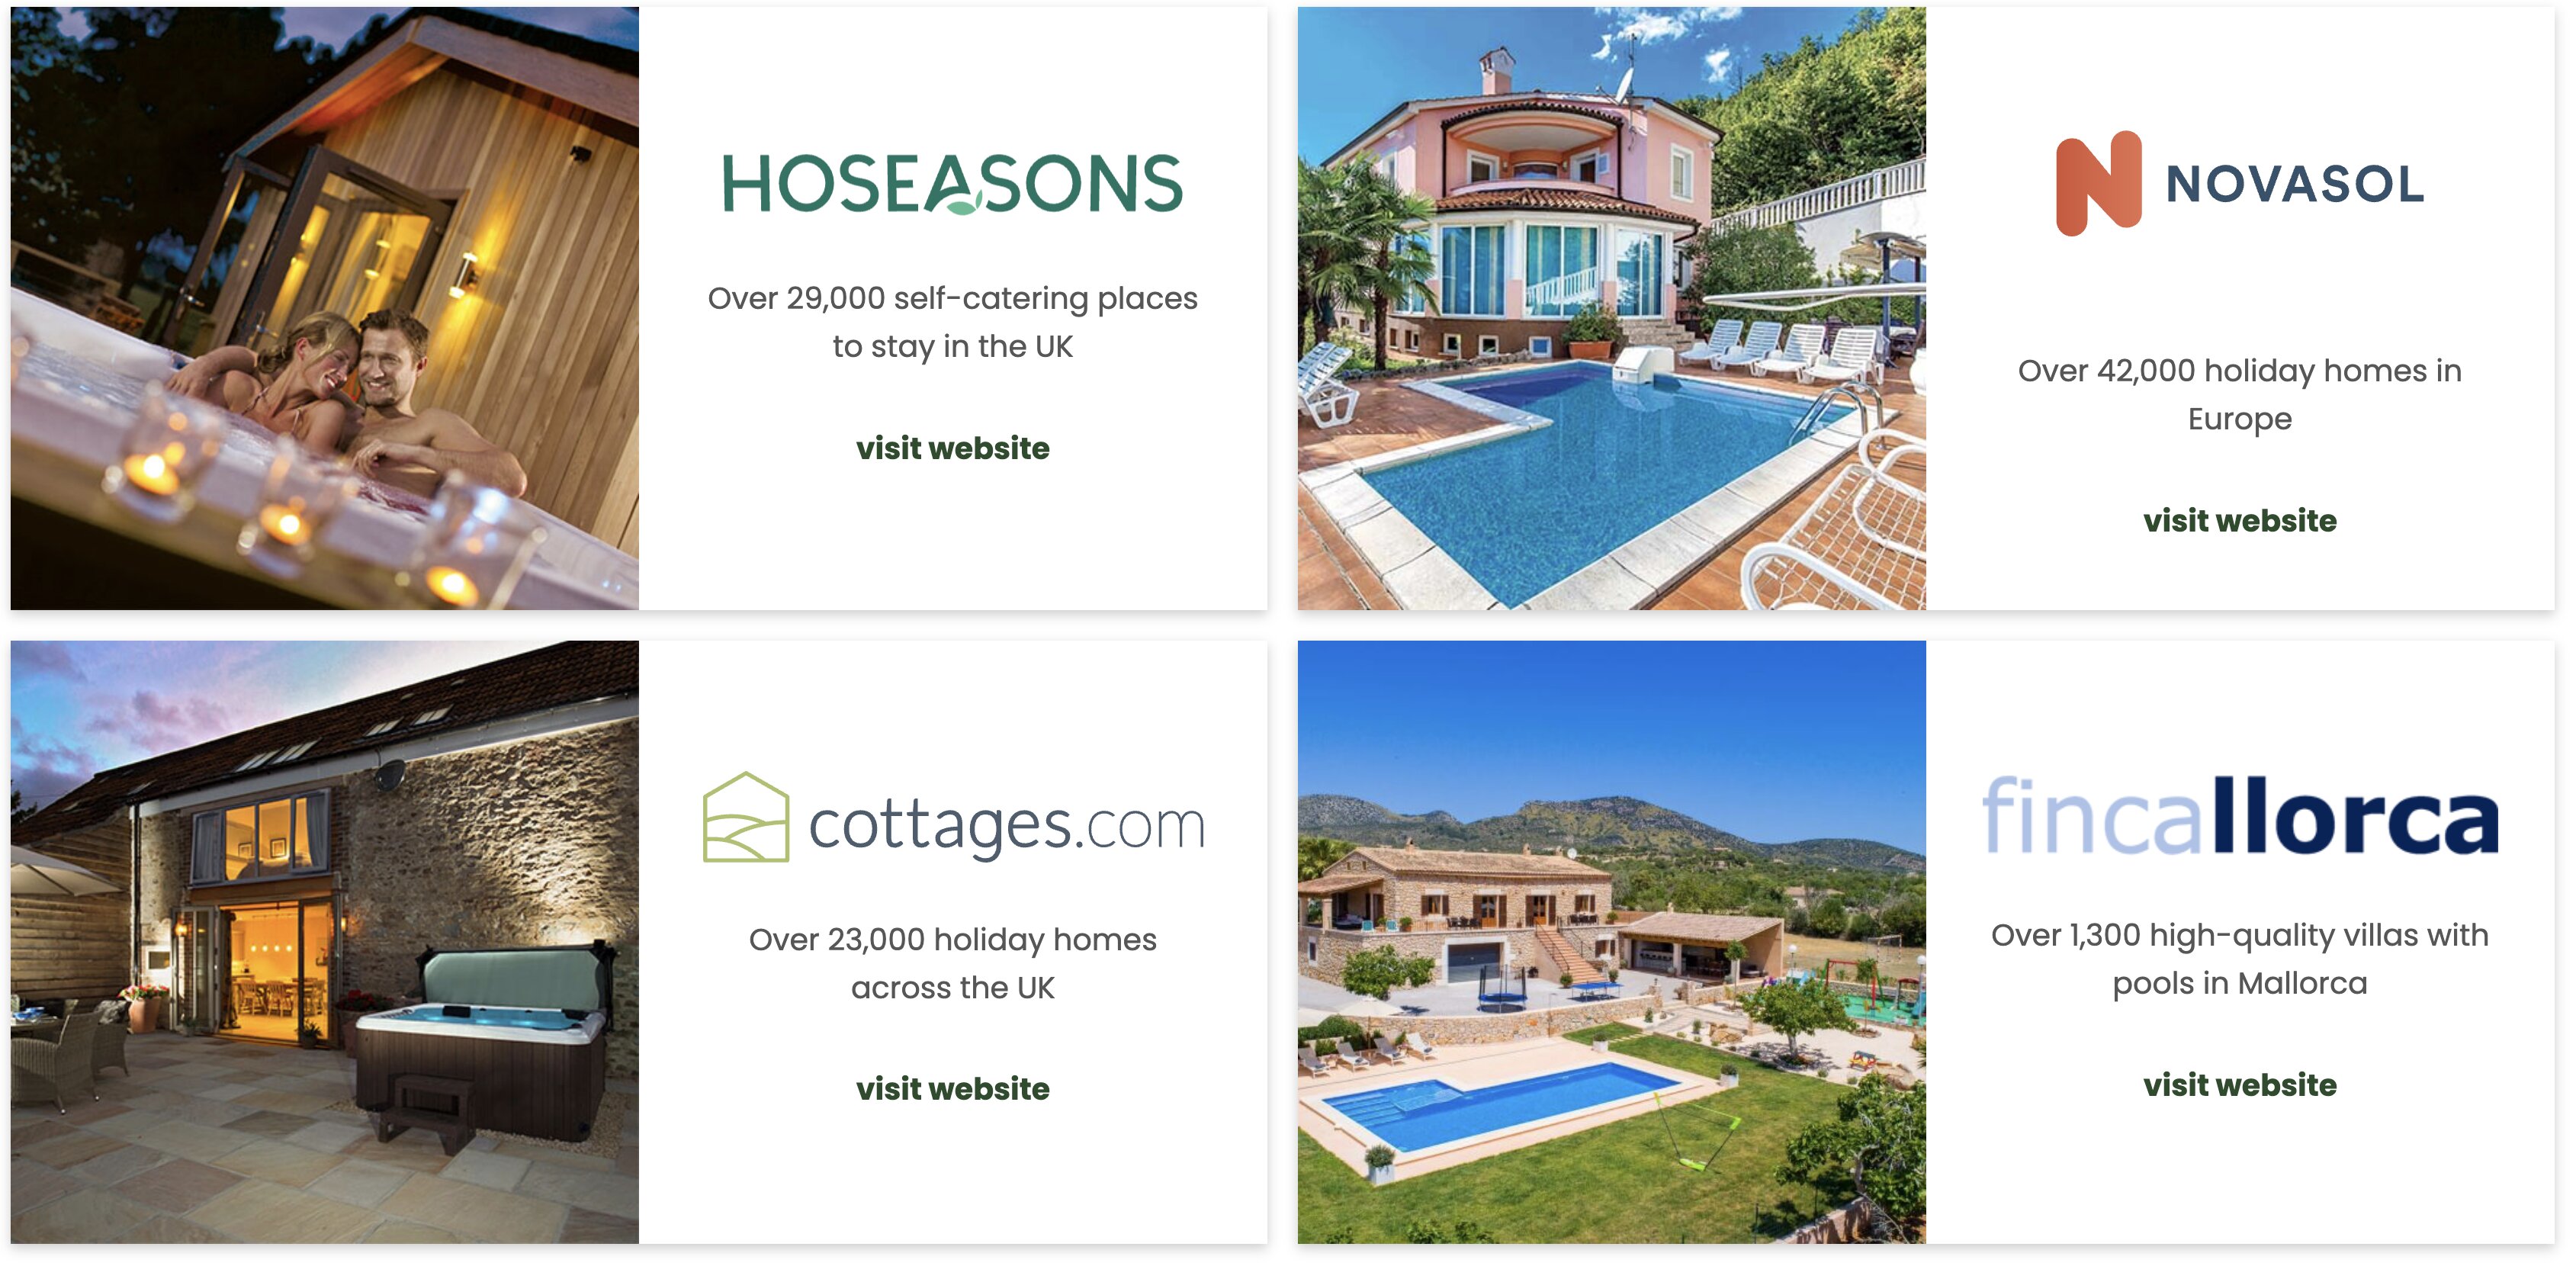 HOSEASONS
Over 29,000 self-catering places
to stay in the UK
visit website
N NOVASOL
Over 42,000 holiday homes in
Europe
visit website
cottages.com
Over 23,000 holiday homes
across the UK
visit website
fincallorca
Over 1,300 high-quality villas with
pools in Mallorca
visit website